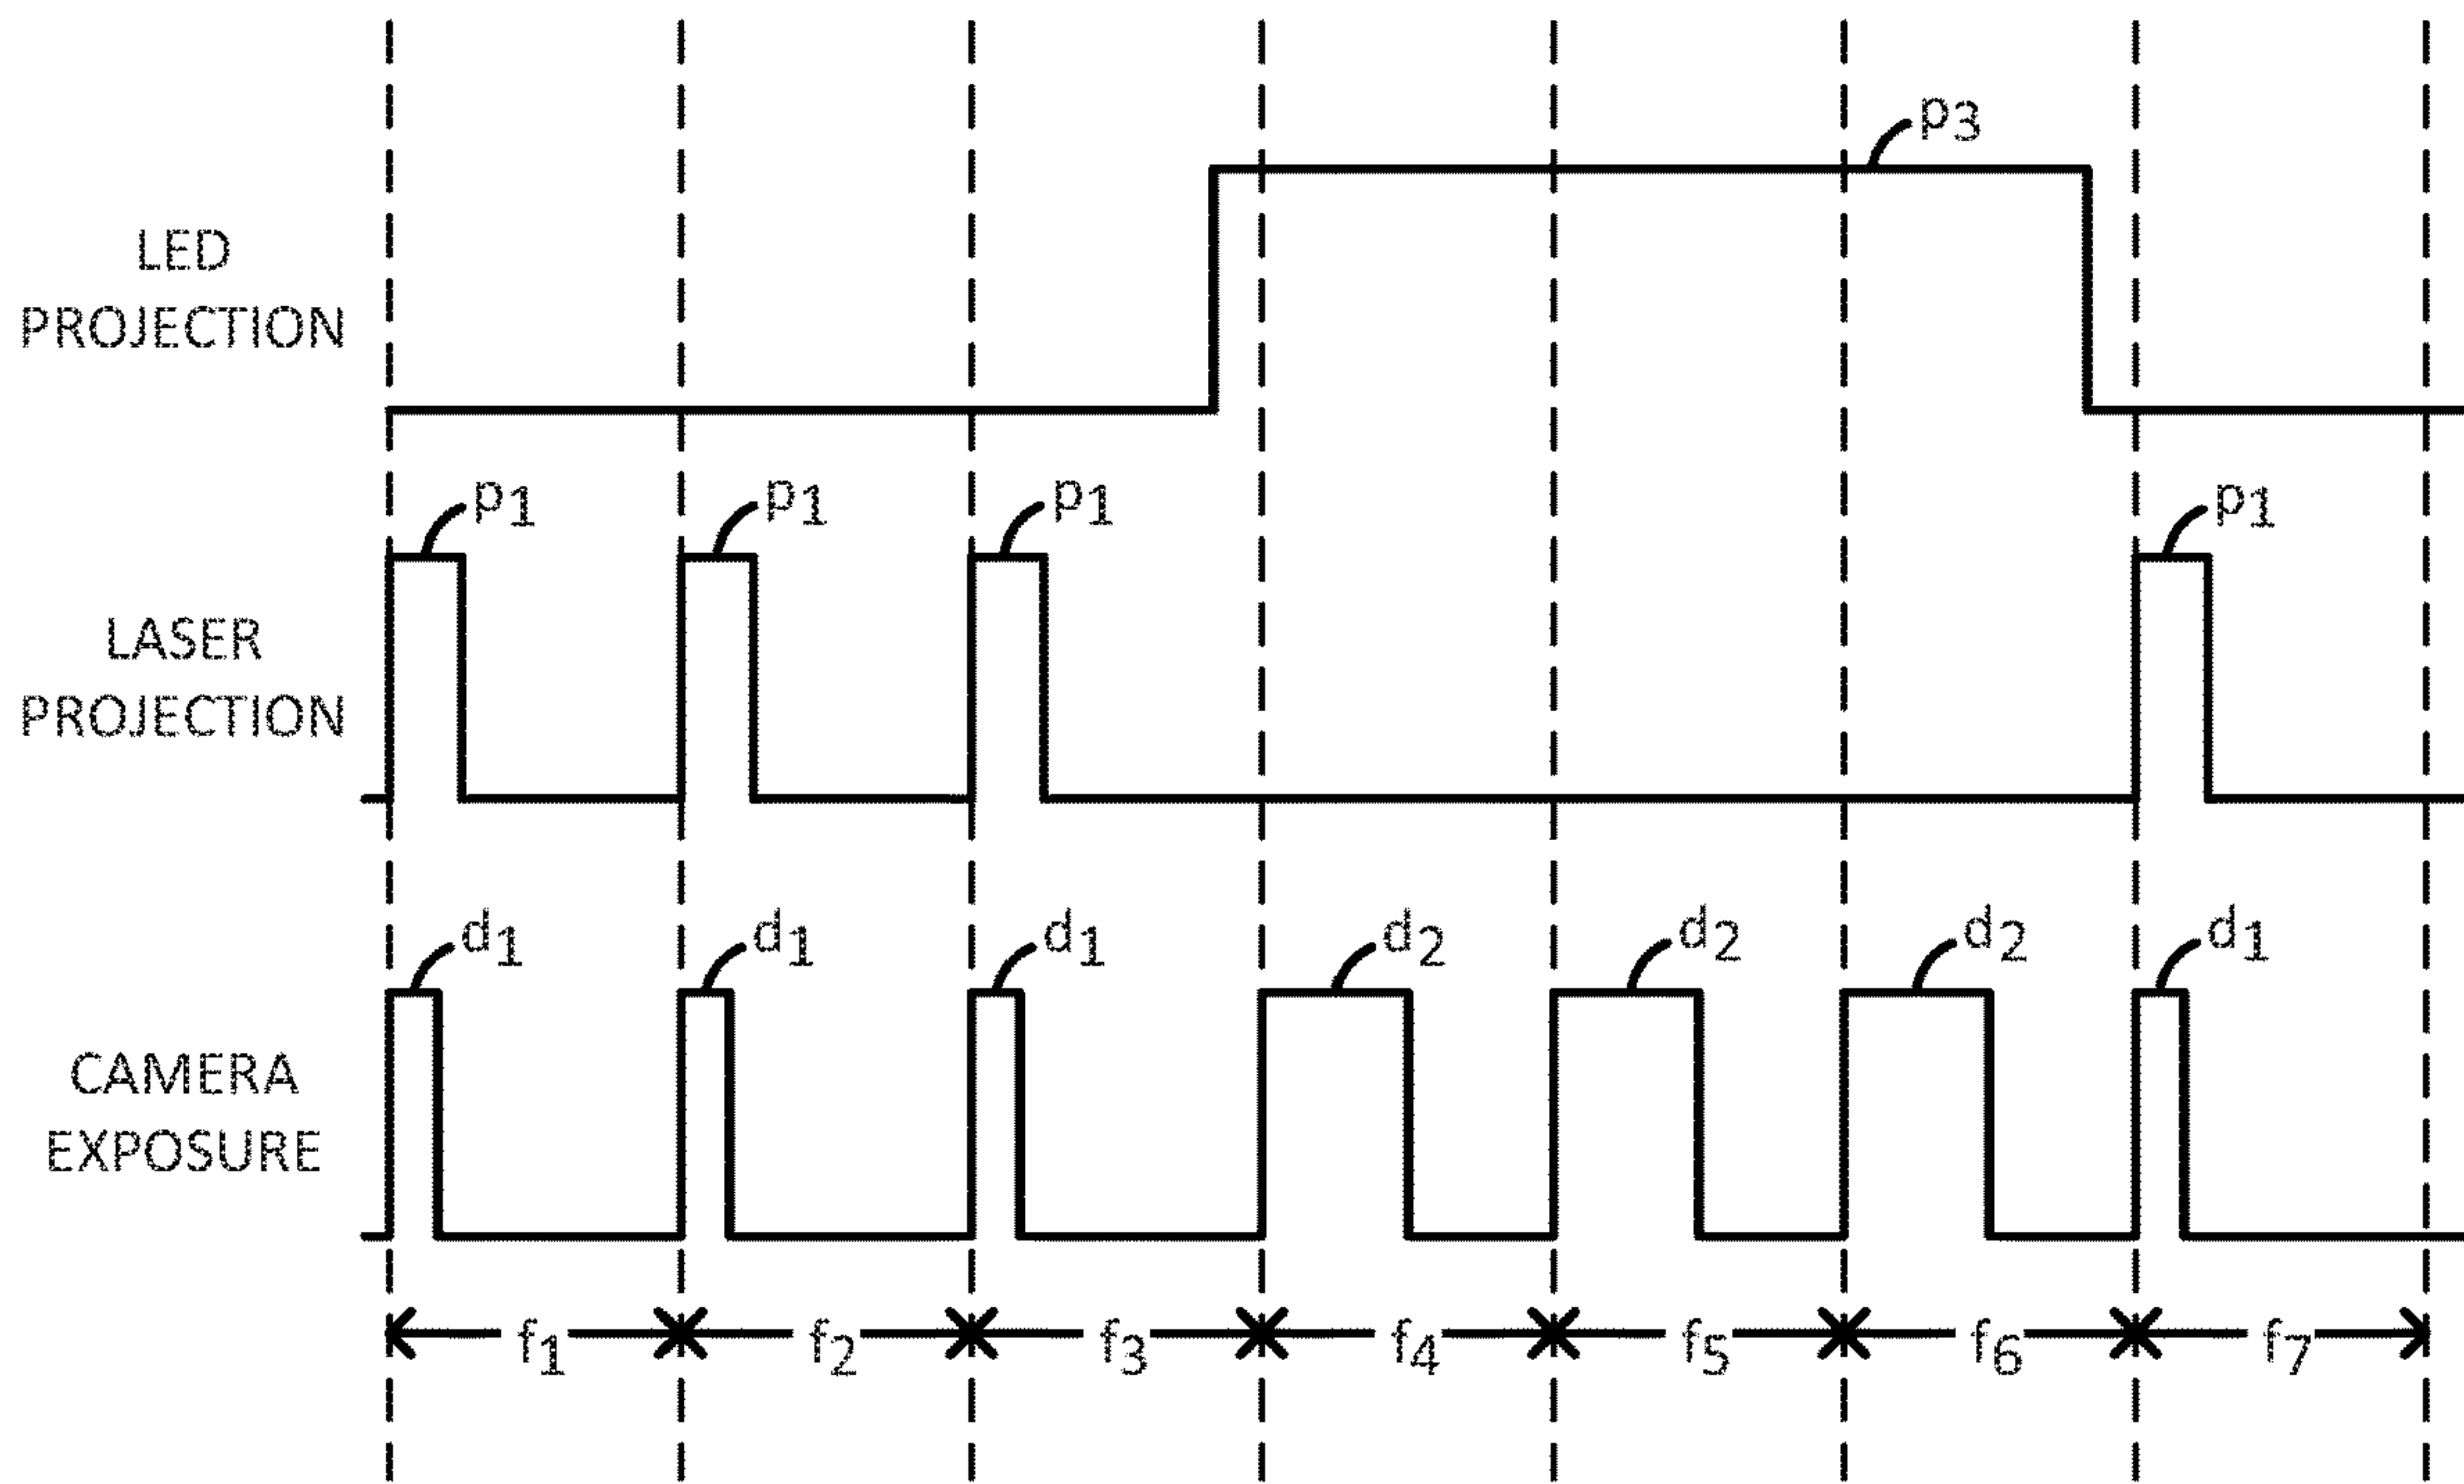 p3
LED
PROJECTION
p1 p1 p1 p1
LASER
PROJECTION
d1 d1 d1 d2 d2 d2 d1
CAMERA
EXPOSURE
f1 f2 f3 f4 f5 f6 f7